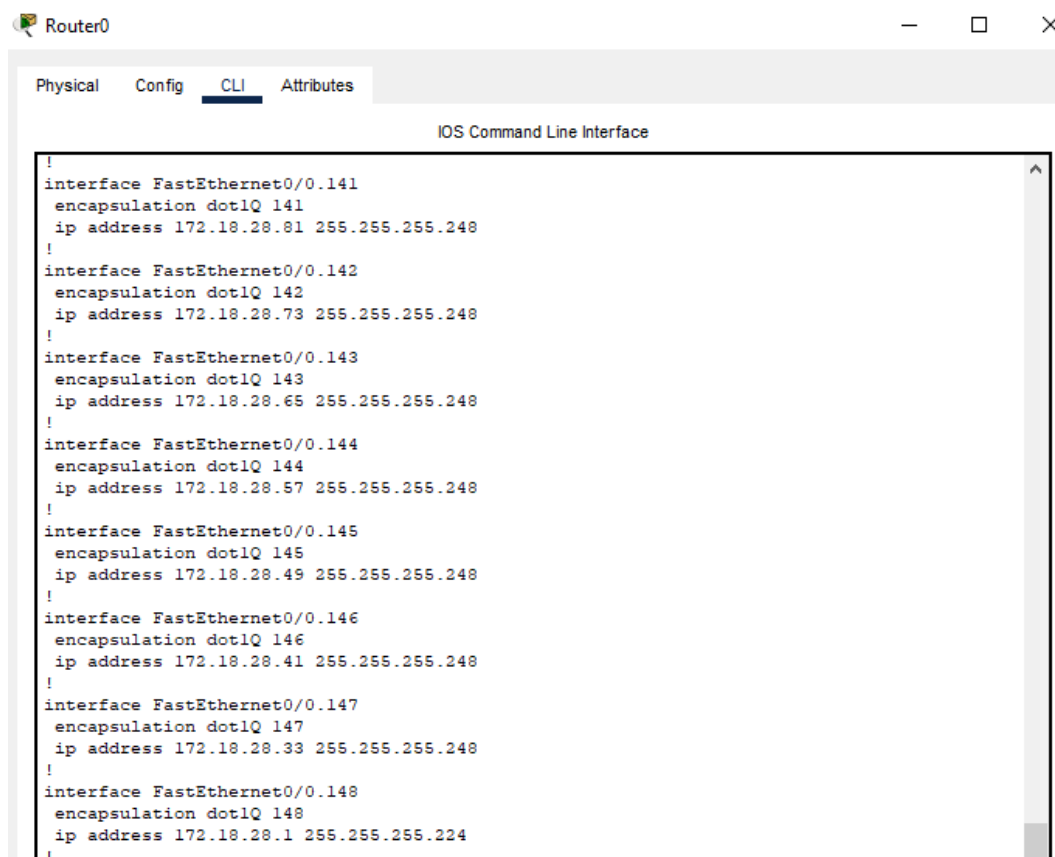 Router0
Physical Config CLI Attributes
IOS Command Line Interface
!
interface FastEthernet0/0.141
 encapsulation dot1Q 141
 ip address 172.18.28.81 255.255.255.248
!
interface FastEthernet0/0.142
 encapsulation dot1Q 142
 ip address 172.18.28.73 255.255.255.248
!
interface FastEthernet0/0.143
 encapsulation dot1Q 143
 ip address 172.18.28.65 255.255.255.248
!
interface FastEthernet0/0.144
 encapsulation dot1Q 144
 ip address 172.18.28.57 255.255.255.248
!
interface FastEthernet0/0.145
 encapsulation dot1Q 145
 ip address 172.18.28.49 255.255.255.248
!
interface FastEthernet0/0.146
 encapsulation dot1Q 146
 ip address 172.18.28.41 255.255.255.248
!
interface FastEthernet0/0.147
 encapsulation dot1Q 147
 ip address 172.18.28.33 255.255.255.248
!
interface FastEthernet0/0.148
 encapsulation dot1Q 148
 ip address 172.18.28.1 255.255.255.224
!